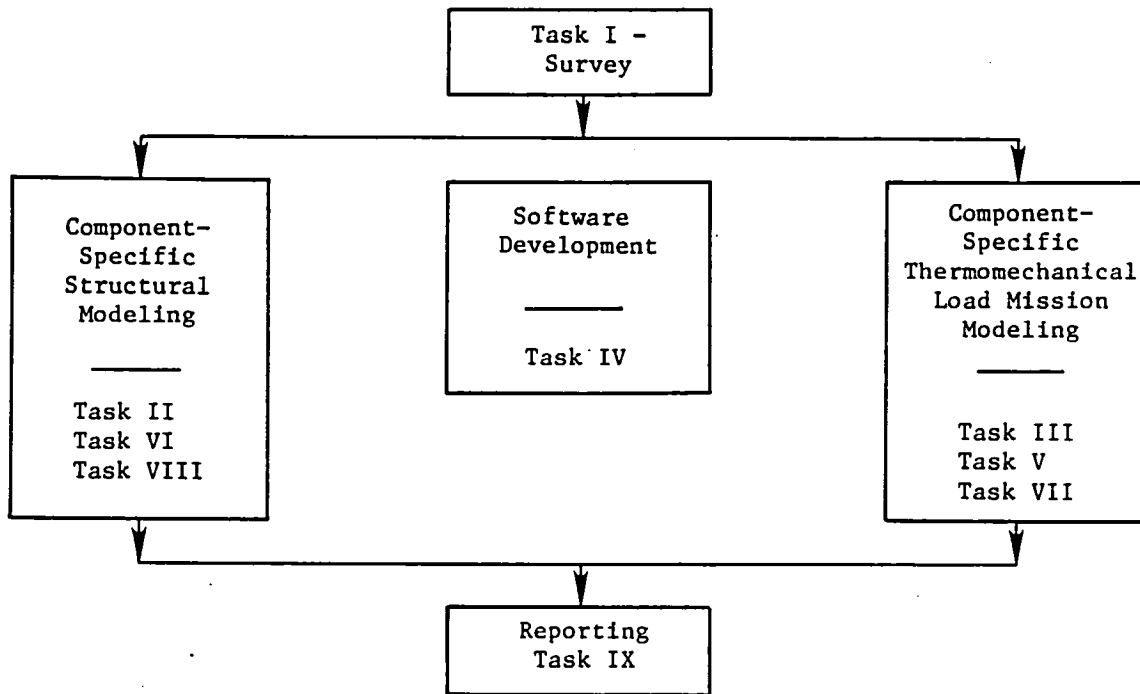 Task I -
Survey
Component-
Specific
Structural
Modeling
Task II
Task VI
Task VIII
Software
Development
Task IV
Component-
Specific
Thermomechanical
Load Mission
Modeling
Task III
Task V
Task VII
Reporting
Task IX